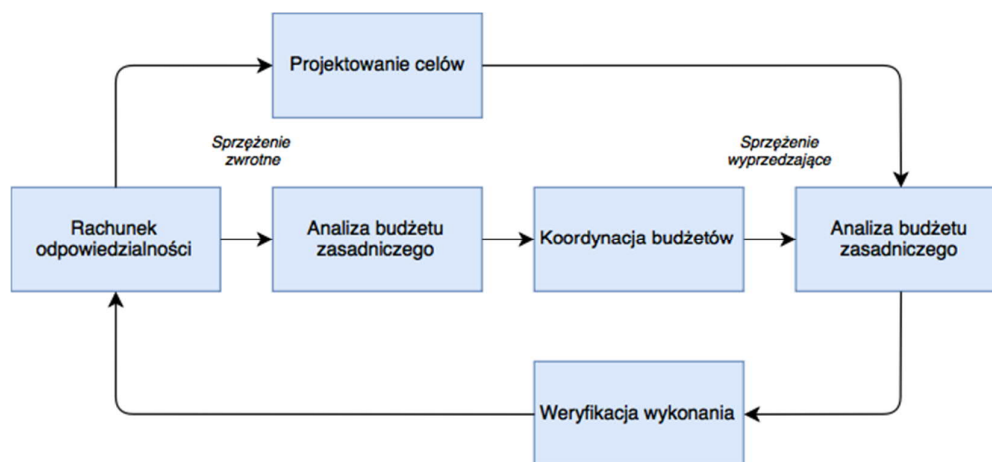 Projektowanie celów
Sprzężenie
zwrotne
Sprzężenie
wyprzedzające
Rachunek
odpowiedzialności
Analiza budżetu
zasadniczego
Koordynacja budżetów
Analiza budżetu
zasadniczego
Weryfikacja wykonania